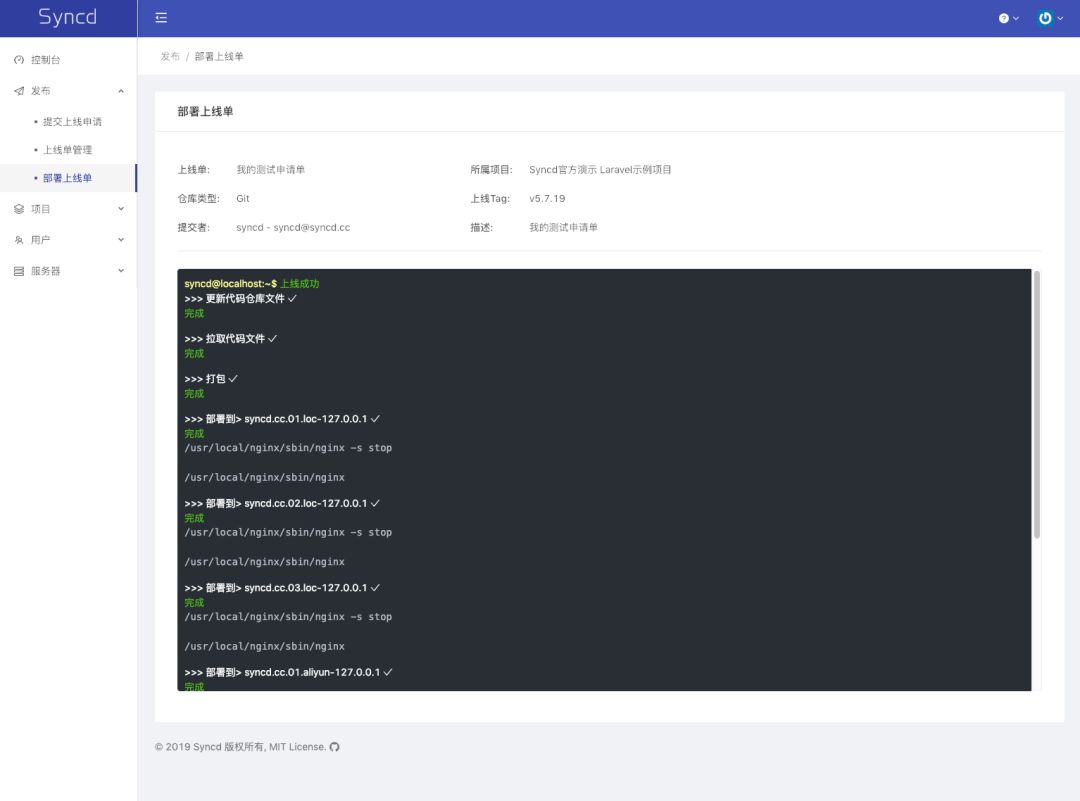 Syncd
控制台
发布
提交上线申请
上线单管理
部署上线单
项目
用户
服务器
发布 / 部署上线单
部署上线单
上线单: 我的测试申请单 所属项目: Syncd官方演示 Laravel示例项目
仓库类型: Git 上线Tag: v5.7.19
提交者: syncd - syncd@syncd.cc 描述: 我的测试申请单
syncd@localhost:~$ 上线成功
>>> 更新代码仓库文件 ✓
完成
>>> 拉取代码文件 ✓
完成
>>> 打包 ✓
完成
>>> 部署到> syncd.cc.01.loc-127.0.0.1 ✓
完成
/usr/local/nginx/sbin/nginx -s stop
/usr/local/nginx/sbin/nginx
>>> 部署到> syncd.cc.02.loc-127.0.0.1 ✓
完成
/usr/local/nginx/sbin/nginx -s stop
/usr/local/nginx/sbin/nginx
>>> 部署到> syncd.cc.03.loc-127.0.0.1 ✓
完成
/usr/local/nginx/sbin/nginx -s stop
/usr/local/nginx/sbin/nginx
>>> 部署到> syncd.cc.01.aliyun-127.0.0.1 ✓
完成
© 2019 Syncd 版权所有, MIT License.